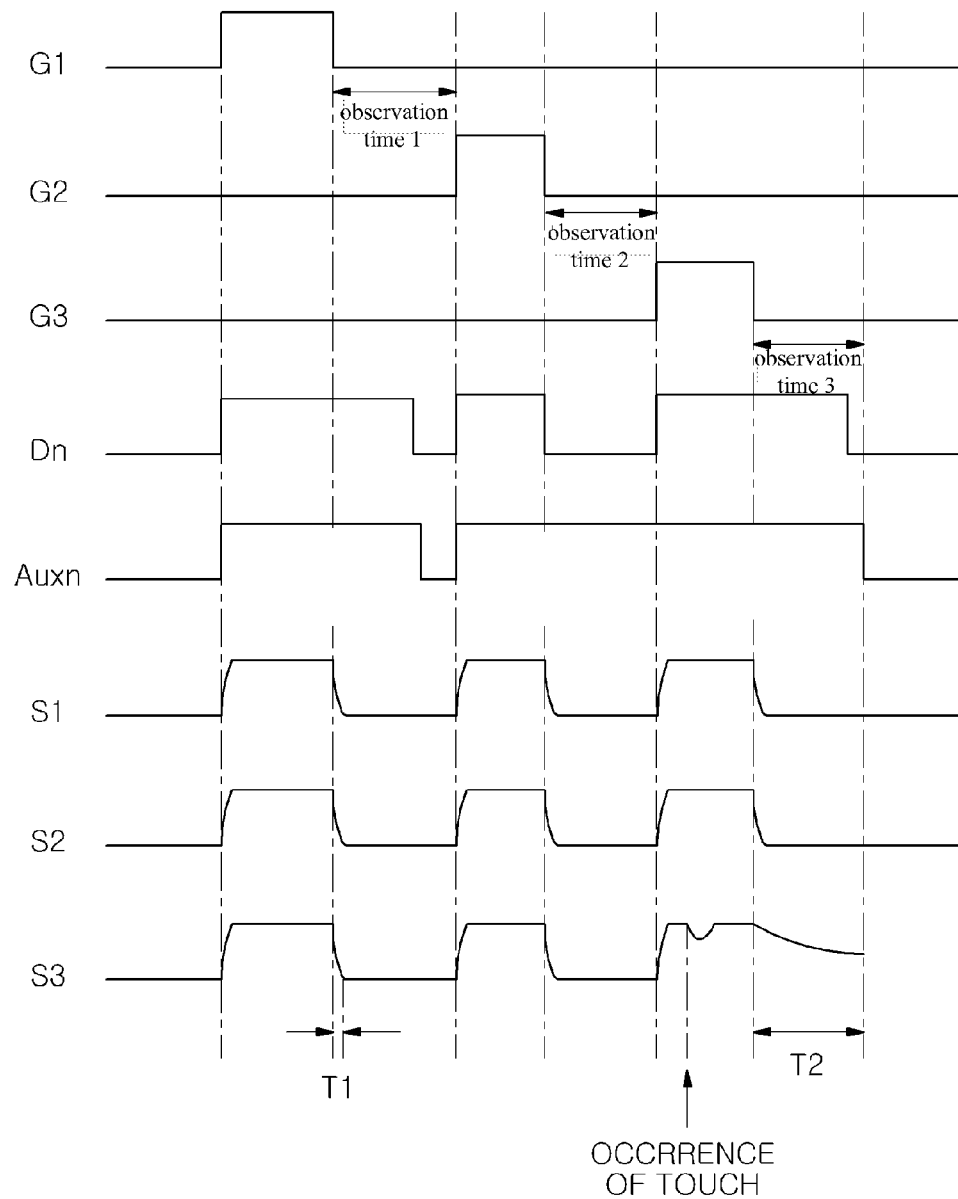 G1
observation
time 1
G2
observation
time 2
G3
observation
time 3
Dn
Auxn
S1
S2
S3
T1
T2
OCCRRENCE
OF TOUCH